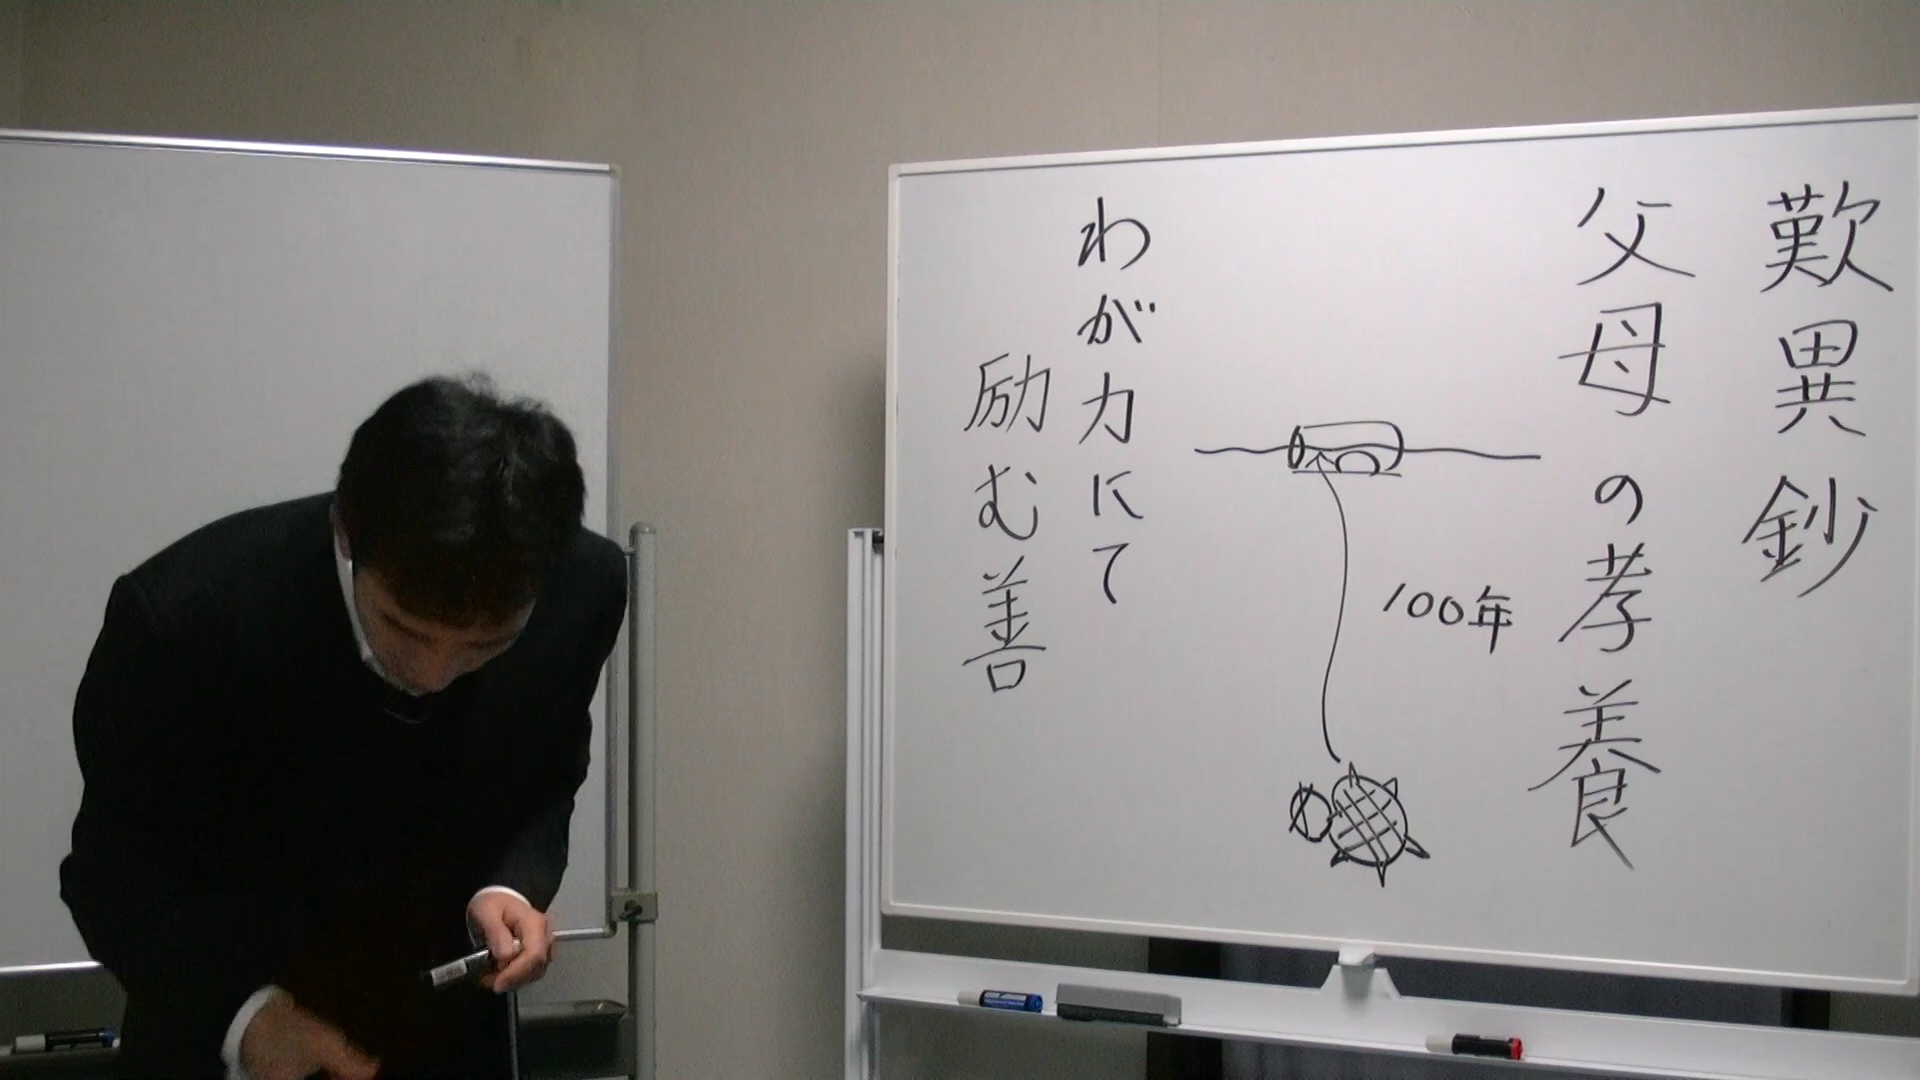 歎異鈔
父母の孝養
100年
わが力にて
励む善